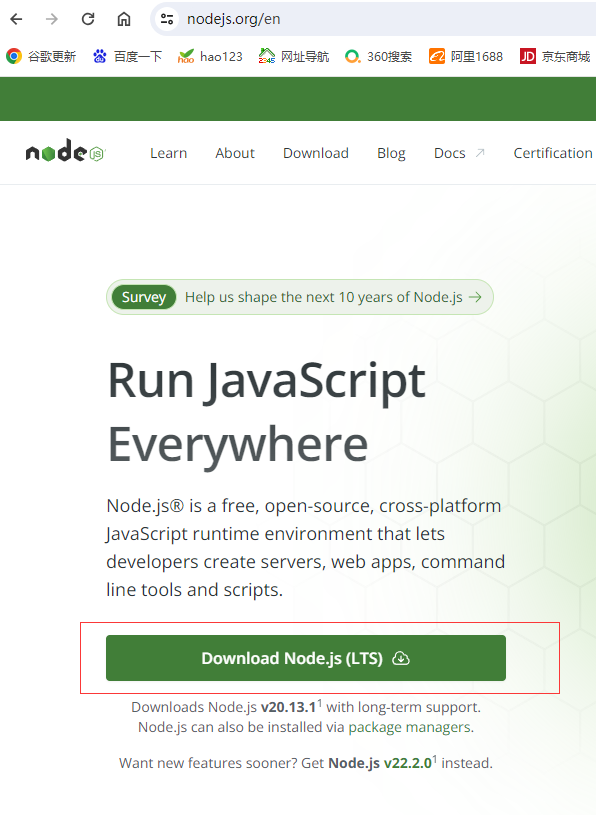 nodejs.org/en
谷歌更新 百度一下 hao hao123 2345 网址导航 360搜索 阿里1688 JD 京东商城
node JS Learn About Download Blog Docs Certification
Survey Help us shape the next 10 years of Node.js
Run JavaScript
Everywhere
Node.js® is a free, open-source, cross-platform
JavaScript runtime environment that lets
developers create servers, web apps, command
line tools and scripts.
Download Node.js (LTS)
Downloads Node.js v20.13.1¹ with long-term support.
Node.js can also be installed via package managers.
Want new features sooner? Get Node.js v22.2.0¹ instead.